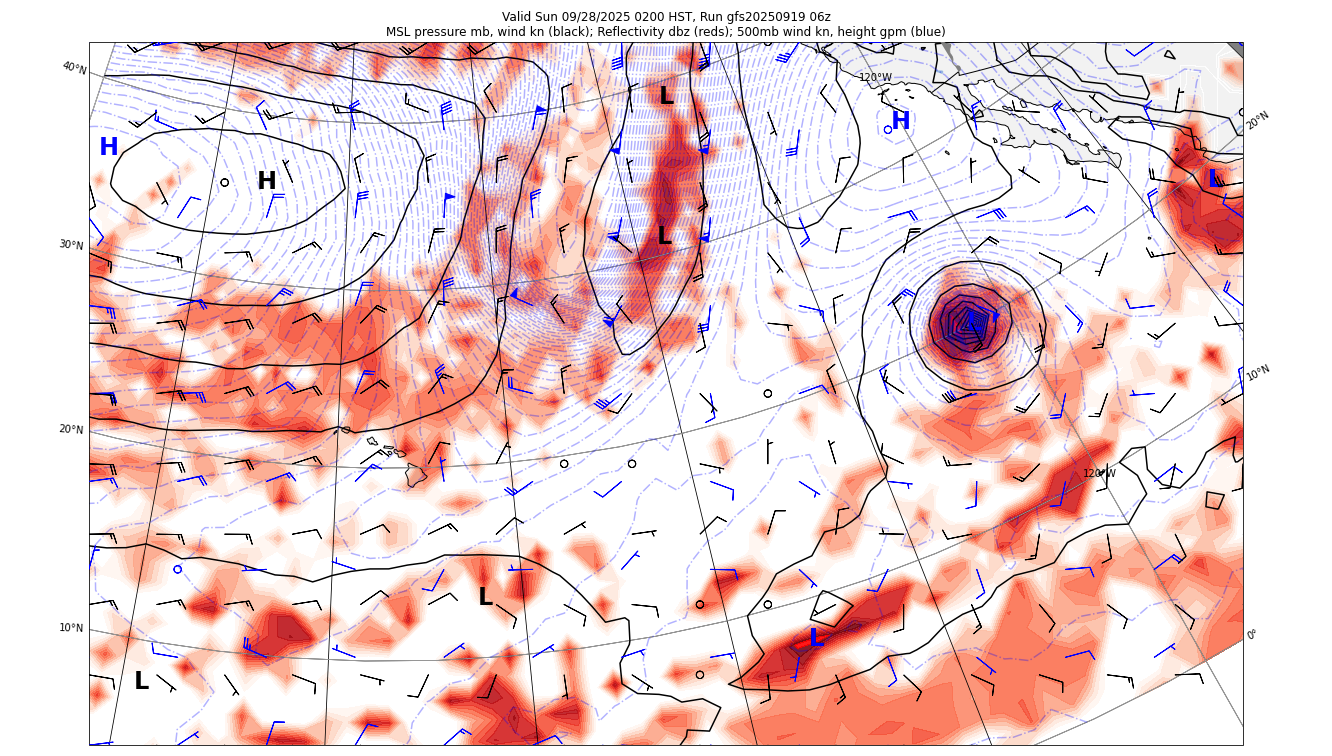 Valid Sun 09/28/2025 0200 HST, Run gfs20250919 06z
MSL pressure mb, wind kn (black); Reflectivity dbz (reds); 500mb wind kn, height gpm (blue)
40°N
120°W
L
H
20°N
H
H
L
30°N
L
10°N
20°N
120°W
L
10°N
L
0°
L